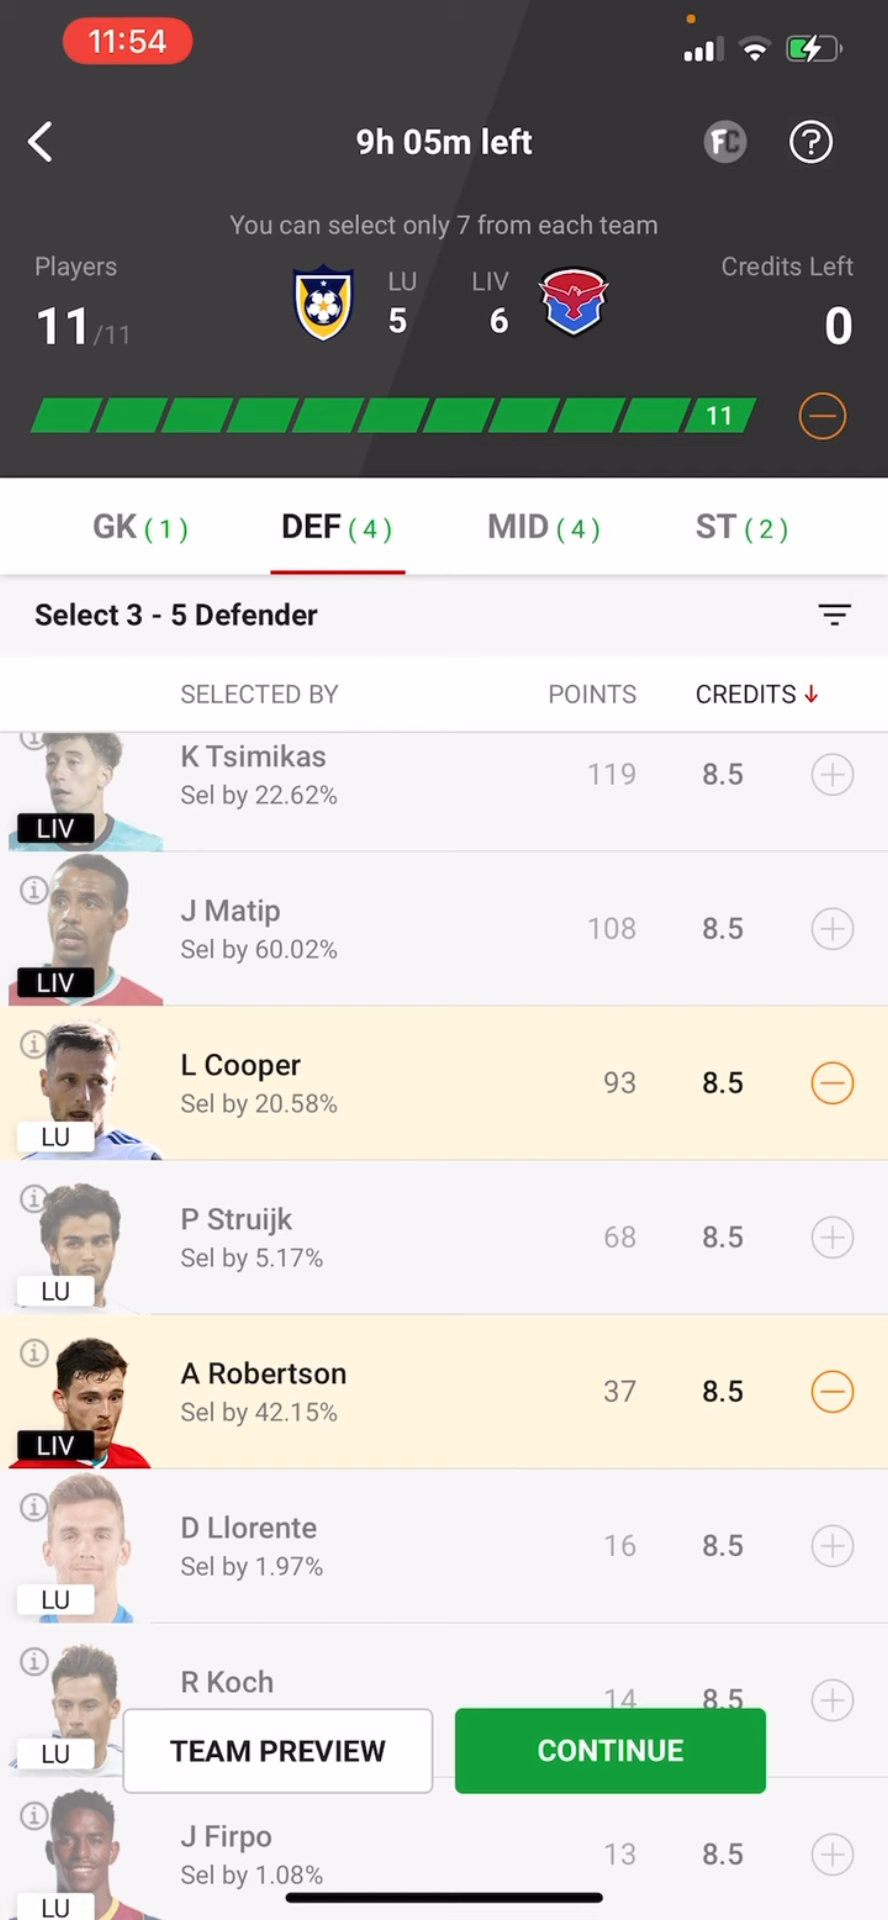 11:54
9h 05m left
FC
?
You can select only 7 from each team
Players
LU
LIV
Credits Left
11/11
5
6
0
11
GK (1)
DEF (4)
MID (4)
ST (2)
Select 3 - 5 Defender
SELECTED BY
POINTS
CREDITS
K Tsimikas
Sel by 22.62%
119
8.5
LIV
J Matip
Sel by 60.02%
108
8.5
LIV
L Cooper
Sel by 20.58%
93
8.5
LU
P Struijk
Sel by 5.17%
68
8.5
LU
A Robertson
Sel by 42.15%
37
8.5
LIV
D Llorente
Sel by 1.97%
16
8.5
LU
R Koch
14
8.5
LU
TEAM PREVIEW
CONTINUE
J Firpo
Sel by 1.08%
13
8.5
LU